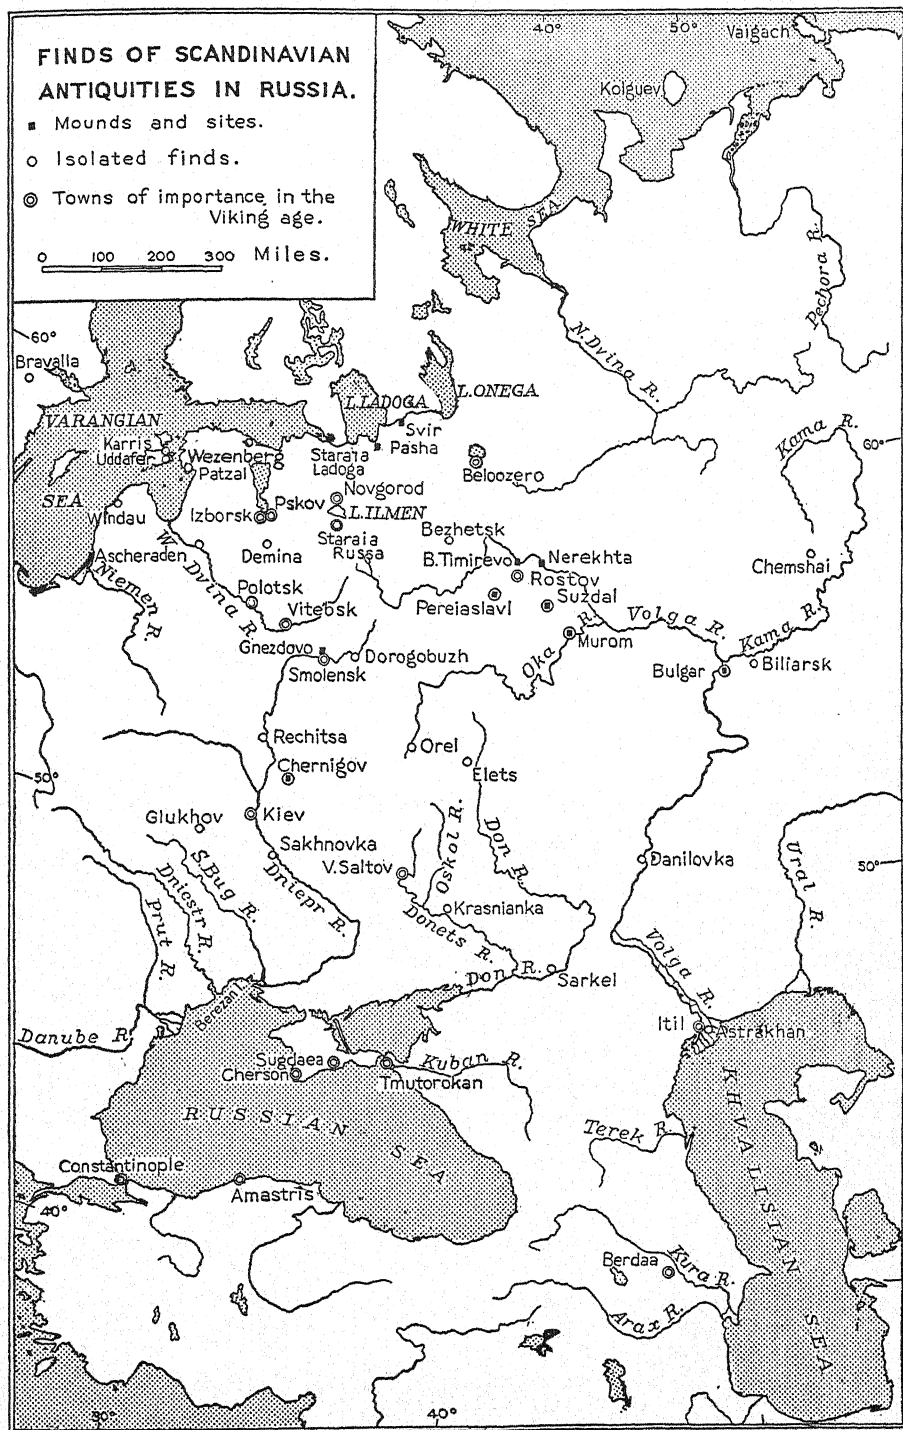 FINDS OF SCANDINAVIAN
ANTIQUITIES IN RUSSIA.
Mounds and sites.
Isolated finds.
Towns of importance in the
Viking age.
0 100 200 300 Miles.
40°
50°
Vaigach
Kolguev
WHITE SEA
Pechora R.
N. Dvina R.
60°
Bravalla
L. ONEGA
L. LADOGA
VARANGIAN
SEA
Karris
Uddafer
Wezenberg
Patzal
Staraia
Ladoga
Svir
Pasha
Beloozero
Kama R.
60°
Novgorod
L. ILMEN
Windau
Izborsk
Pskov
Staraia
Russa
Bezhetsk
Ascheraden
W. Dvina R.
Demina
B. Timirevo
Nerekhta
Rostov
Suzdal
Chemshai
Niemen R.
Polotsk
Vitebsk
Pereiaslavl
Volga R.
Kama R.
Gnezdovo
Smolensk
Dorogobuzh
Oka R.
Murom
Bulgar
Biliarsk
Rechitsa
Orel
Elets
50°
Chernigov
Glukhov
Kiev
Sakhnovka
V. Saltov
Oskol R.
Don R.
Danilovka
Ural R.
50°
Prut R.
Dniestr R.
S. Bug R.
Dniepr R.
Donets R.
Krasnianka
Don R.
Sarkel
Volga R.
Berezan
Itil
Astrakhan
Danube R.
Sugdaea
Cherson
Kuban R.
Tmutorokan
RUSSIAN SEA
Terek R.
KHVALISIAN SEA
Constantinople
Amastris
40°
Berdaa
Kura R.
Arax R.
30°
40°